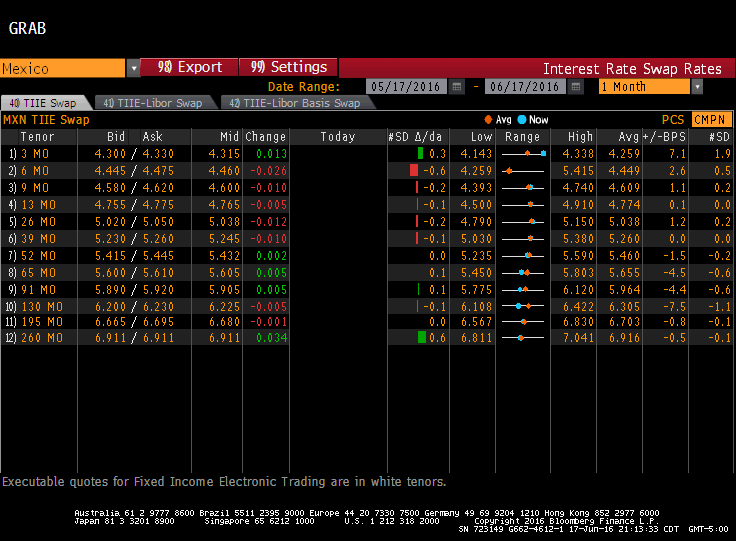 GRAB
Mexico 98) Export 99) Settings Interest Rate Swap Rates
Date Range: 05/17/2016 - 06/17/2016 1 Month
40) TIIE Swap 41) TIIE-Libor Swap 42) TIIE-Libor Basis Swap
MXN TIIE Swap Avg Now PCS CMPN
Tenor Bid Ask Mid Change Today #SD Δ/da Low Range High Avg +/-BPS #SD
1) 3 MO 4.300 / 4.330 4.315 0.013 0.3 4.143 4.338 4.259 7.1 1.9
2) 6 MO 4.445 / 4.475 4.460 -0.026 -0.6 4.259 5.415 4.449 2.6 0.5
3) 9 MO 4.580 / 4.620 4.600 -0.010 -0.2 4.393 4.740 4.609 1.1 0.2
4) 13 MO 4.755 / 4.775 4.765 -0.005 -0.1 4.500 4.910 4.774 0.1 0.0
5) 26 MO 5.020 / 5.050 5.038 -0.012 -0.2 4.790 5.150 5.038 1.2 0.2
6) 39 MO 5.230 / 5.260 5.245 -0.010 -0.1 5.030 5.380 5.260 0.0 0.0
7) 52 MO 5.415 / 5.445 5.432 0.002 0.0 5.235 5.590 5.460 -1.5 -0.2
8) 65 MO 5.600 / 5.610 5.605 0.005 0.1 5.450 5.803 5.655 -4.5 -0.6
9) 91 MO 5.890 / 5.920 5.905 0.005 0.1 5.775 6.120 5.964 -4.4 -0.6
10) 130 MO 6.200 / 6.230 6.225 -0.005 -0.1 6.108 6.422 6.305 -7.5 -1.1
11) 195 MO 6.665 / 6.695 6.680 -0.001 0.0 6.567 6.830 6.703 -0.8 -0.1
12) 260 MO 6.911 / 6.911 6.911 0.034 0.6 6.811 7.041 6.916 -0.5 -0.1
Executable quotes for Fixed Income Electronic Trading are in white tenors.
Australia 61 2 9777 8600 Brazil 5511 2395 9000 Europe 44 20 7330 7500 Germany 49 69 9204 1210 Hong Kong 852 2977 6000
Japan 81 3 3201 8900 Singapore 65 6212 1000 U.S. 1 212 318 2000 Copyright 2016 Bloomberg Finance L.P.
SN 723149 G662-4612-1 17-Jun-16 21:13:33 CDT GMT-5:00